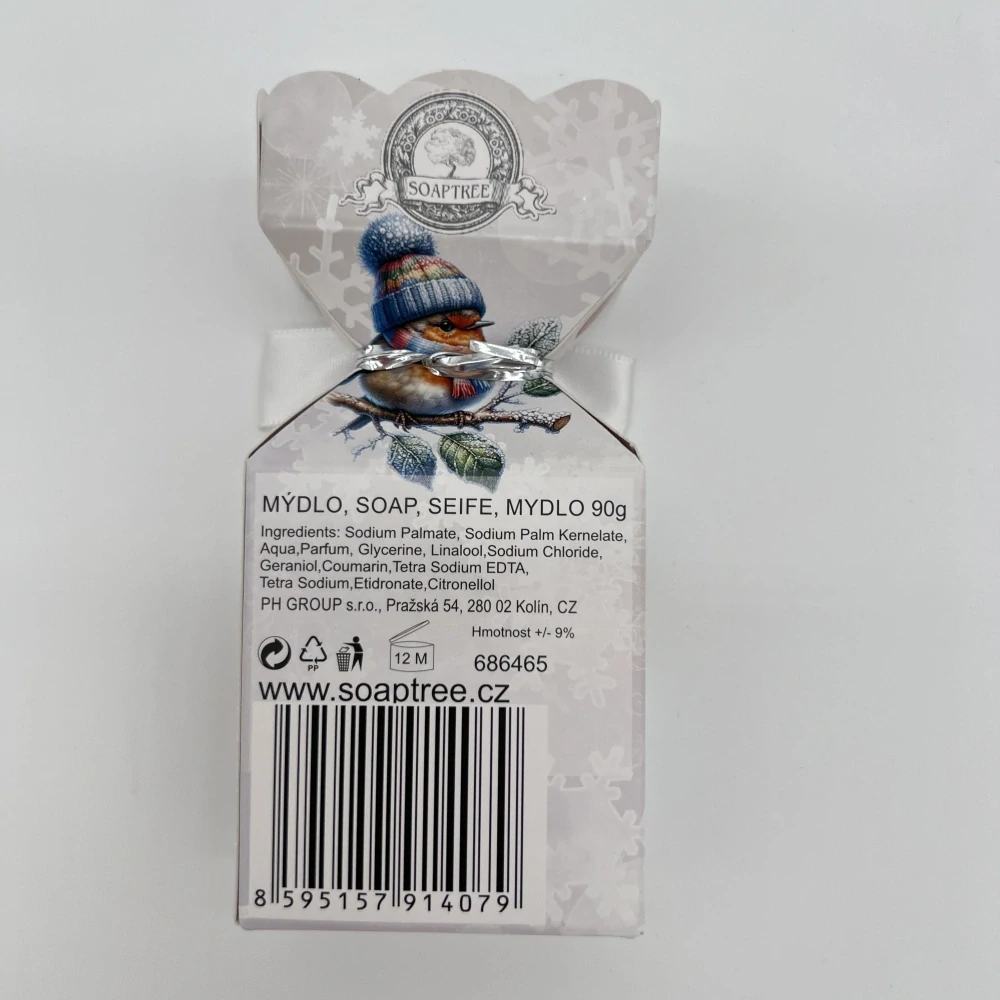 SOAPTREE
MÝDLO, SOAP, SEIFE, MYDLO 90g
Ingredients: Sodium Palmate, Sodium Palm Kernelate,
Aqua,Parfum, Glycerine, Linalool,Sodium Chloride,
Geraniol,Coumarin,Tetra Sodium EDTA,
Tetra Sodium,Etidronate,Citronellol
PH GROUP s.r.o., Pražská 54, 280 02 Kolín, CZ
Hmotnost +/- 9%
PP
12 M
686465
www.soaptree.cz
8 595157 914079